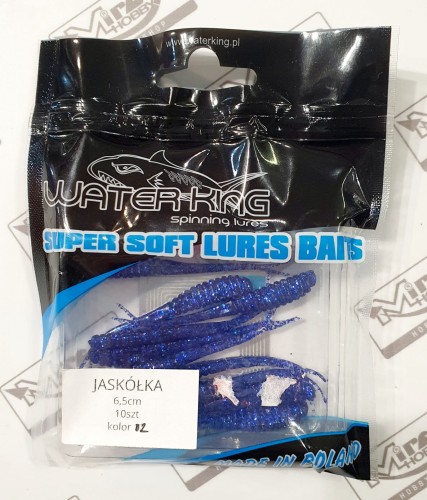 www.waterking.pl
WATER-KING
spinning lures
SUPER SOFT LURES BAITS
JASKÓŁKA
6,5cm
10szt
kolor 02
MADE IN POLAND